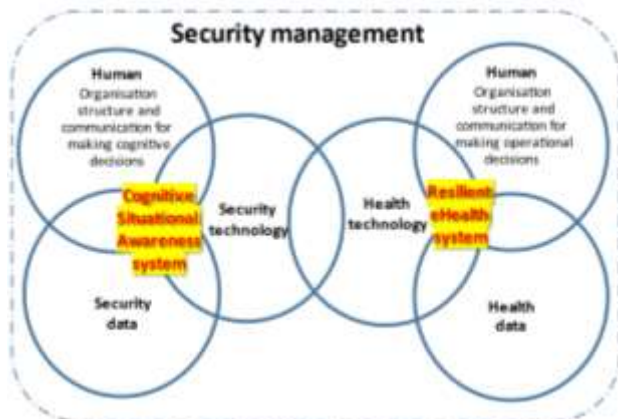 Security management
Human
Organisation
structure and
communication for
making cognitive
decisions
Human
Organisation
structure and
communication for
making operational
decisions
Cognitive
Situational
Awareness
system
Security
technology
Health
technology
Resilient
eHealth
system
Security
data
Health
data